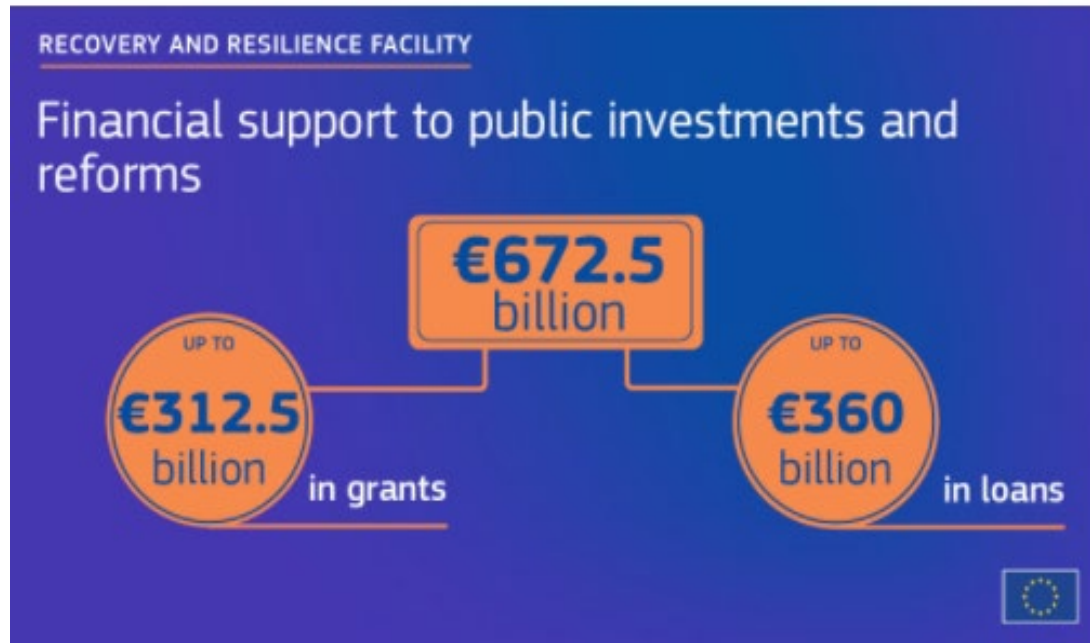 RECOVERY AND RESILIENCE FACILITY
Financial support to public investments and
reforms
€672.5
billion
UP TO
€312.5
billion
in grants
UP TO
€360
billion
in loans